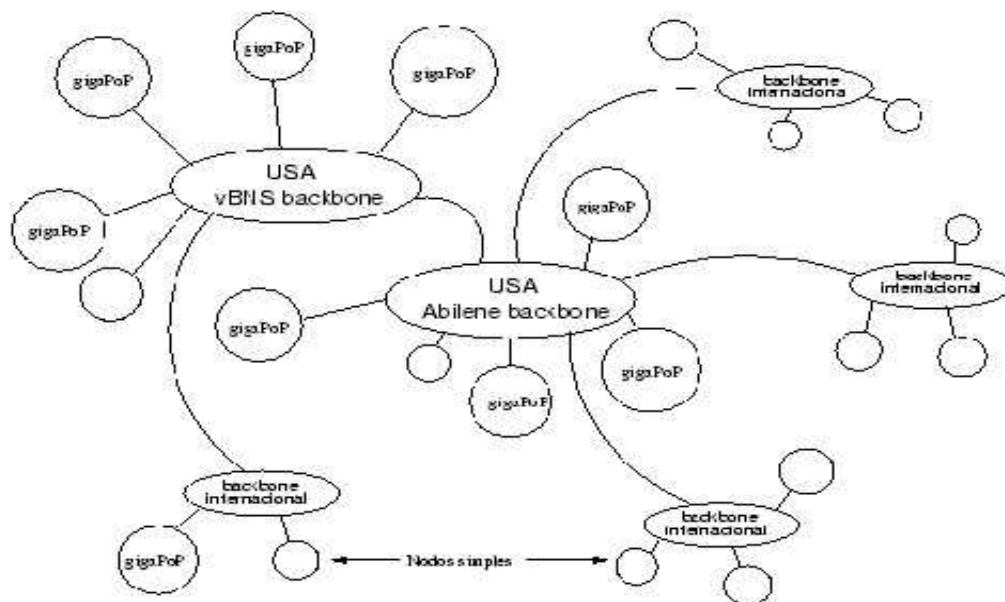 gigaPoP
gigaPoP
gigaPoP
USA
vBNS backbone
gigaPoP
backbone
internaciona
gigaPoP
USA
Abilene backbone
backbone
internacional
gigaPoP
gigaPoP
gigaPoP
backbone
internacional
gigaPoP
backbone
internacional
Nodos simples